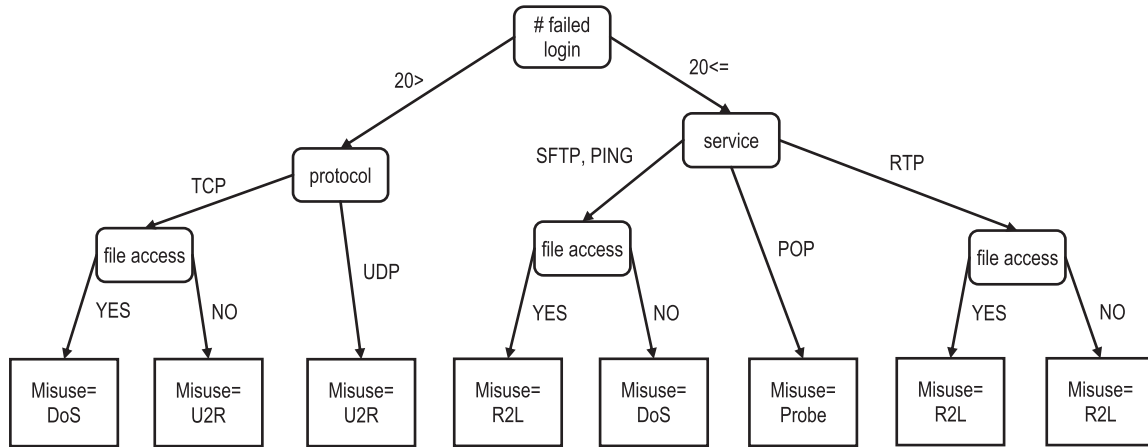 # failed
login
20>
20<=
protocol
service
TCP
SFTP, PING
RTP
file access
file access
file access
UDP
POP
YES
NO
YES
NO
YES
NO
Misuse=
DoS
Misuse=
U2R
Misuse=
U2R
Misuse=
R2L
Misuse=
DoS
Misuse=
Probe
Misuse=
R2L
Misuse=
R2L